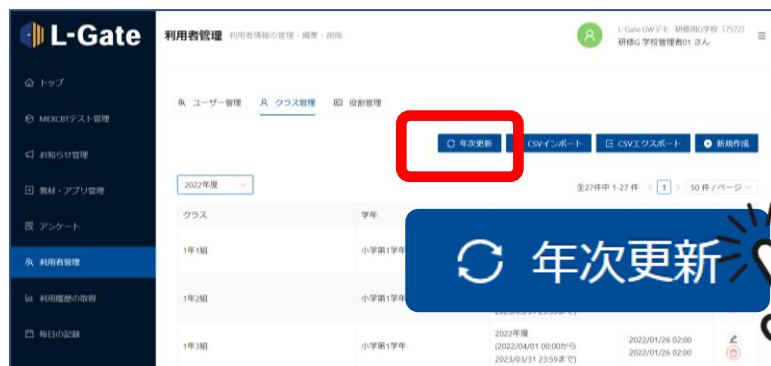 L-Gate
利用者管理 利用者情報の管理・編集・削除
A
L-Gate GWデモ 研修用G学校 (7572)
研修G 学校管理者01 さん
トップ
MEXCBTテスト管理
お知らせ管理
教材・アプリ管理
アンケート
利用者管理
利用履歴の取得
毎日の記録
ユーザー管理 クラス管理 役割管理
年次更新 CSVインポート CSVエクスポート 新規作成
2022年度
全27件中 1-27 件 < 1 > 50 件 / ページ
クラス 学年
1年1組 小学第1学年
年次更新
1年2組 小学第1学年
2023/03/31 23:59まで)
1年3組 小学第1学年
2022年度
(2022/04/01 00:00から
2023/03/31 23:59まで)
2022/01/26 02:00
2022/01/26 02:00